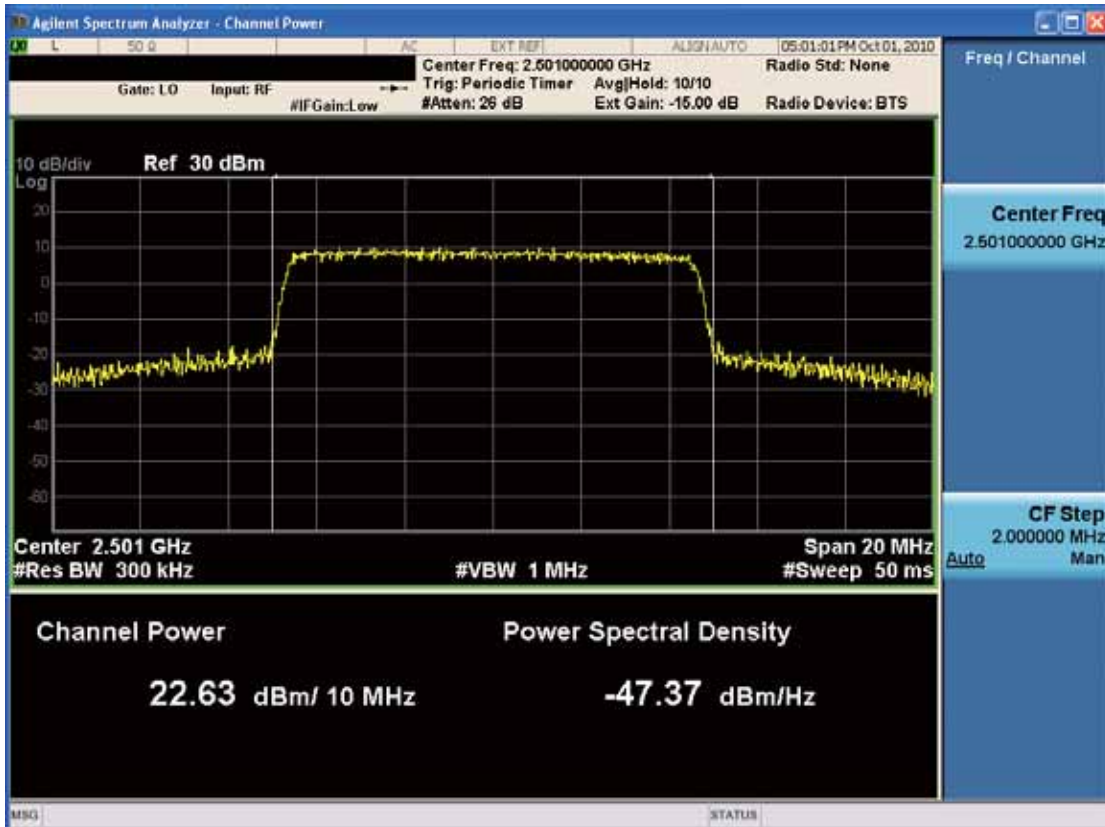 Agilent Spectrum Analyzer - Channel Power
L 50 Ω AC EXT REF ALIGN AUTO 05:01:01 PM Oct 01, 2010
Center Freq: 2.501000000 GHz Radio Std: None
Gate: LO Input: RF Trig: Periodic Timer Avg|Hold: 10/10
#IFGain:Low #Atten: 26 dB Ext Gain: -15.00 dB Radio Device: BTS
10 dB/div Ref 30 dBm
Log
20
10
0
-10
-20
-30
-40
-50
-60
Center 2.501 GHz Span 20 MHz
#Res BW 300 kHz #VBW 1 MHz #Sweep 50 ms
Channel Power Power Spectral Density
22.63 dBm/ 10 MHz -47.37 dBm/Hz
MSG STATUS
Freq / Channel
Center Freq
2.501000000 GHz
CF Step
2.000000 MHz
Auto Man